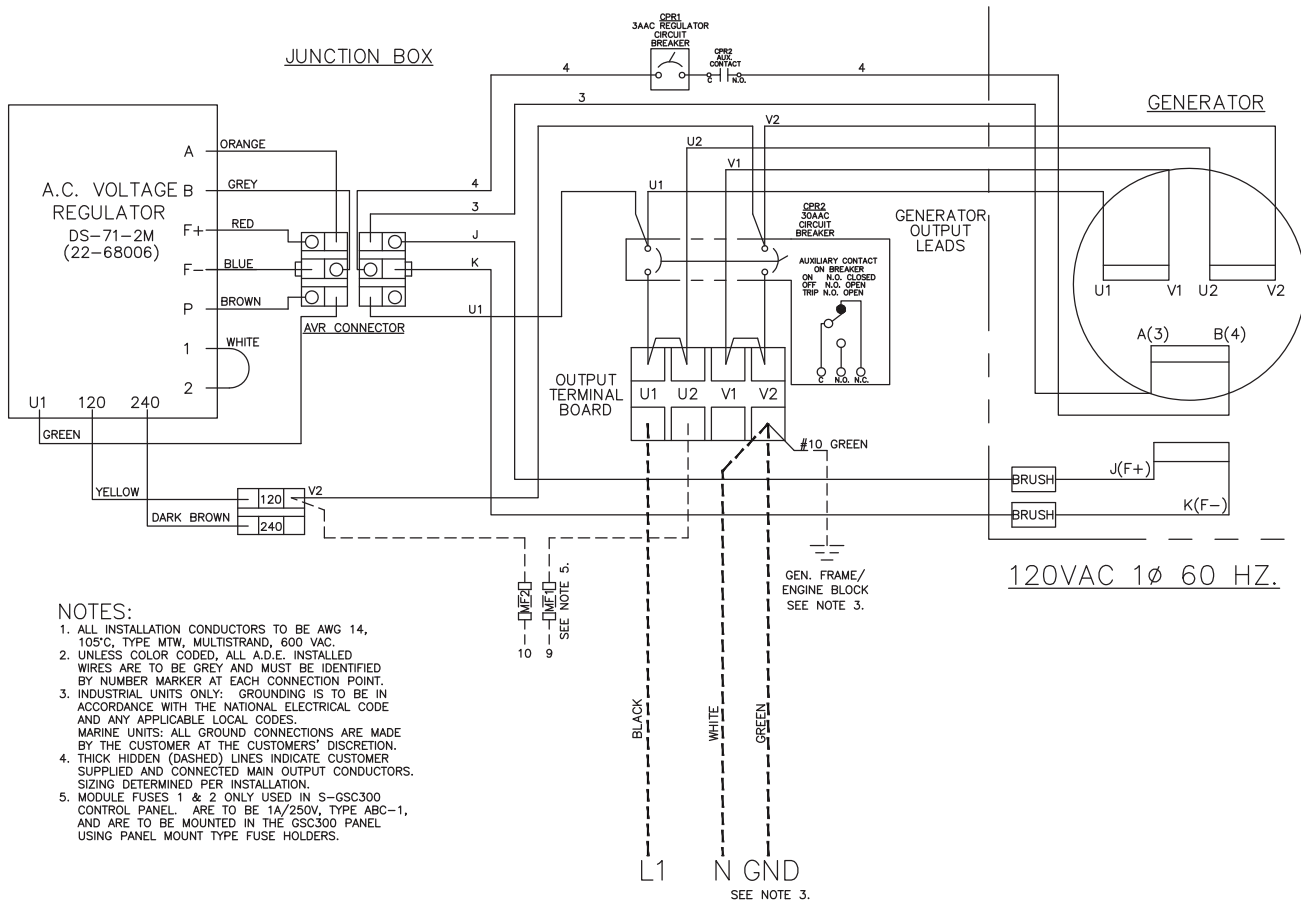 JUNCTION BOX
CPR1
3AAC REGULATOR
CIRCUIT
BREAKER
CPR2
AUX.
CONTACT
C
N.O.
4
4
3
GENERATOR
A.C. VOLTAGE
REGULATOR
DS-71-2M
(22-68006)
A
B
F+
F-
P
1
2
U1
120
240
ORANGE
GREY
RED
BLUE
BROWN
WHITE
GREEN
YELLOW
DARK BROWN
AVR CONNECTOR
4
3
J
K
U1
V2
U2
V1
U1
CPR2
30AAC
CIRCUIT
BREAKER
AUXILIARY CONTACT
ON BREAKER
ON N.O. CLOSED
OFF N.O. OPEN
TRIP N.O. OPEN
C
N.O.
N.C.
GENERATOR
OUTPUT
LEADS
U1
V1
U2
V2
A(3)
B(4)
OUTPUT
TERMINAL
BOARD
U1
U2
V1
V2
#10 GREEN
120
240
V2
BRUSH
BRUSH
J(F+)
K(F-)
GEN. FRAME/
ENGINE BLOCK
SEE NOTE 3.
120VAC 1Ø 60 HZ.
MF2
MF1
SEE NOTE 5.
10
9
BLACK
WHITE
GREEN
L1
N
GND
SEE NOTE 3.
NOTES:
1. ALL INSTALLATION CONDUCTORS TO BE AWG 14,
105°C, TYPE MTW, MULTISTRAND, 600 VAC.
2. UNLESS COLOR CODED, ALL A.D.E. INSTALLED
WIRES ARE TO BE GREY AND MUST BE IDENTIFIED
BY NUMBER MARKER AT EACH CONNECTION POINT.
3. INDUSTRIAL UNITS ONLY: GROUNDING IS TO BE IN
ACCORDANCE WITH THE NATIONAL ELECTRICAL CODE
AND ANY APPLICABLE LOCAL CODES.
MARINE UNITS: ALL GROUND CONNECTIONS ARE MADE
BY THE CUSTOMER AT THE CUSTOMERS' DISCRETION.
4. THICK HIDDEN (DASHED) LINES INDICATE CUSTOMER
SUPPLIED AND CONNECTED MAIN OUTPUT CONDUCTORS.
SIZING DETERMINED PER INSTALLATION.
5. MODULE FUSES 1 & 2 ONLY USED IN S-GSC300
CONTROL PANEL. ARE TO BE 1A/250V, TYPE ABC-1,
AND ARE TO BE MOUNTED IN THE GSC300 PANEL
USING PANEL MOUNT TYPE FUSE HOLDERS.